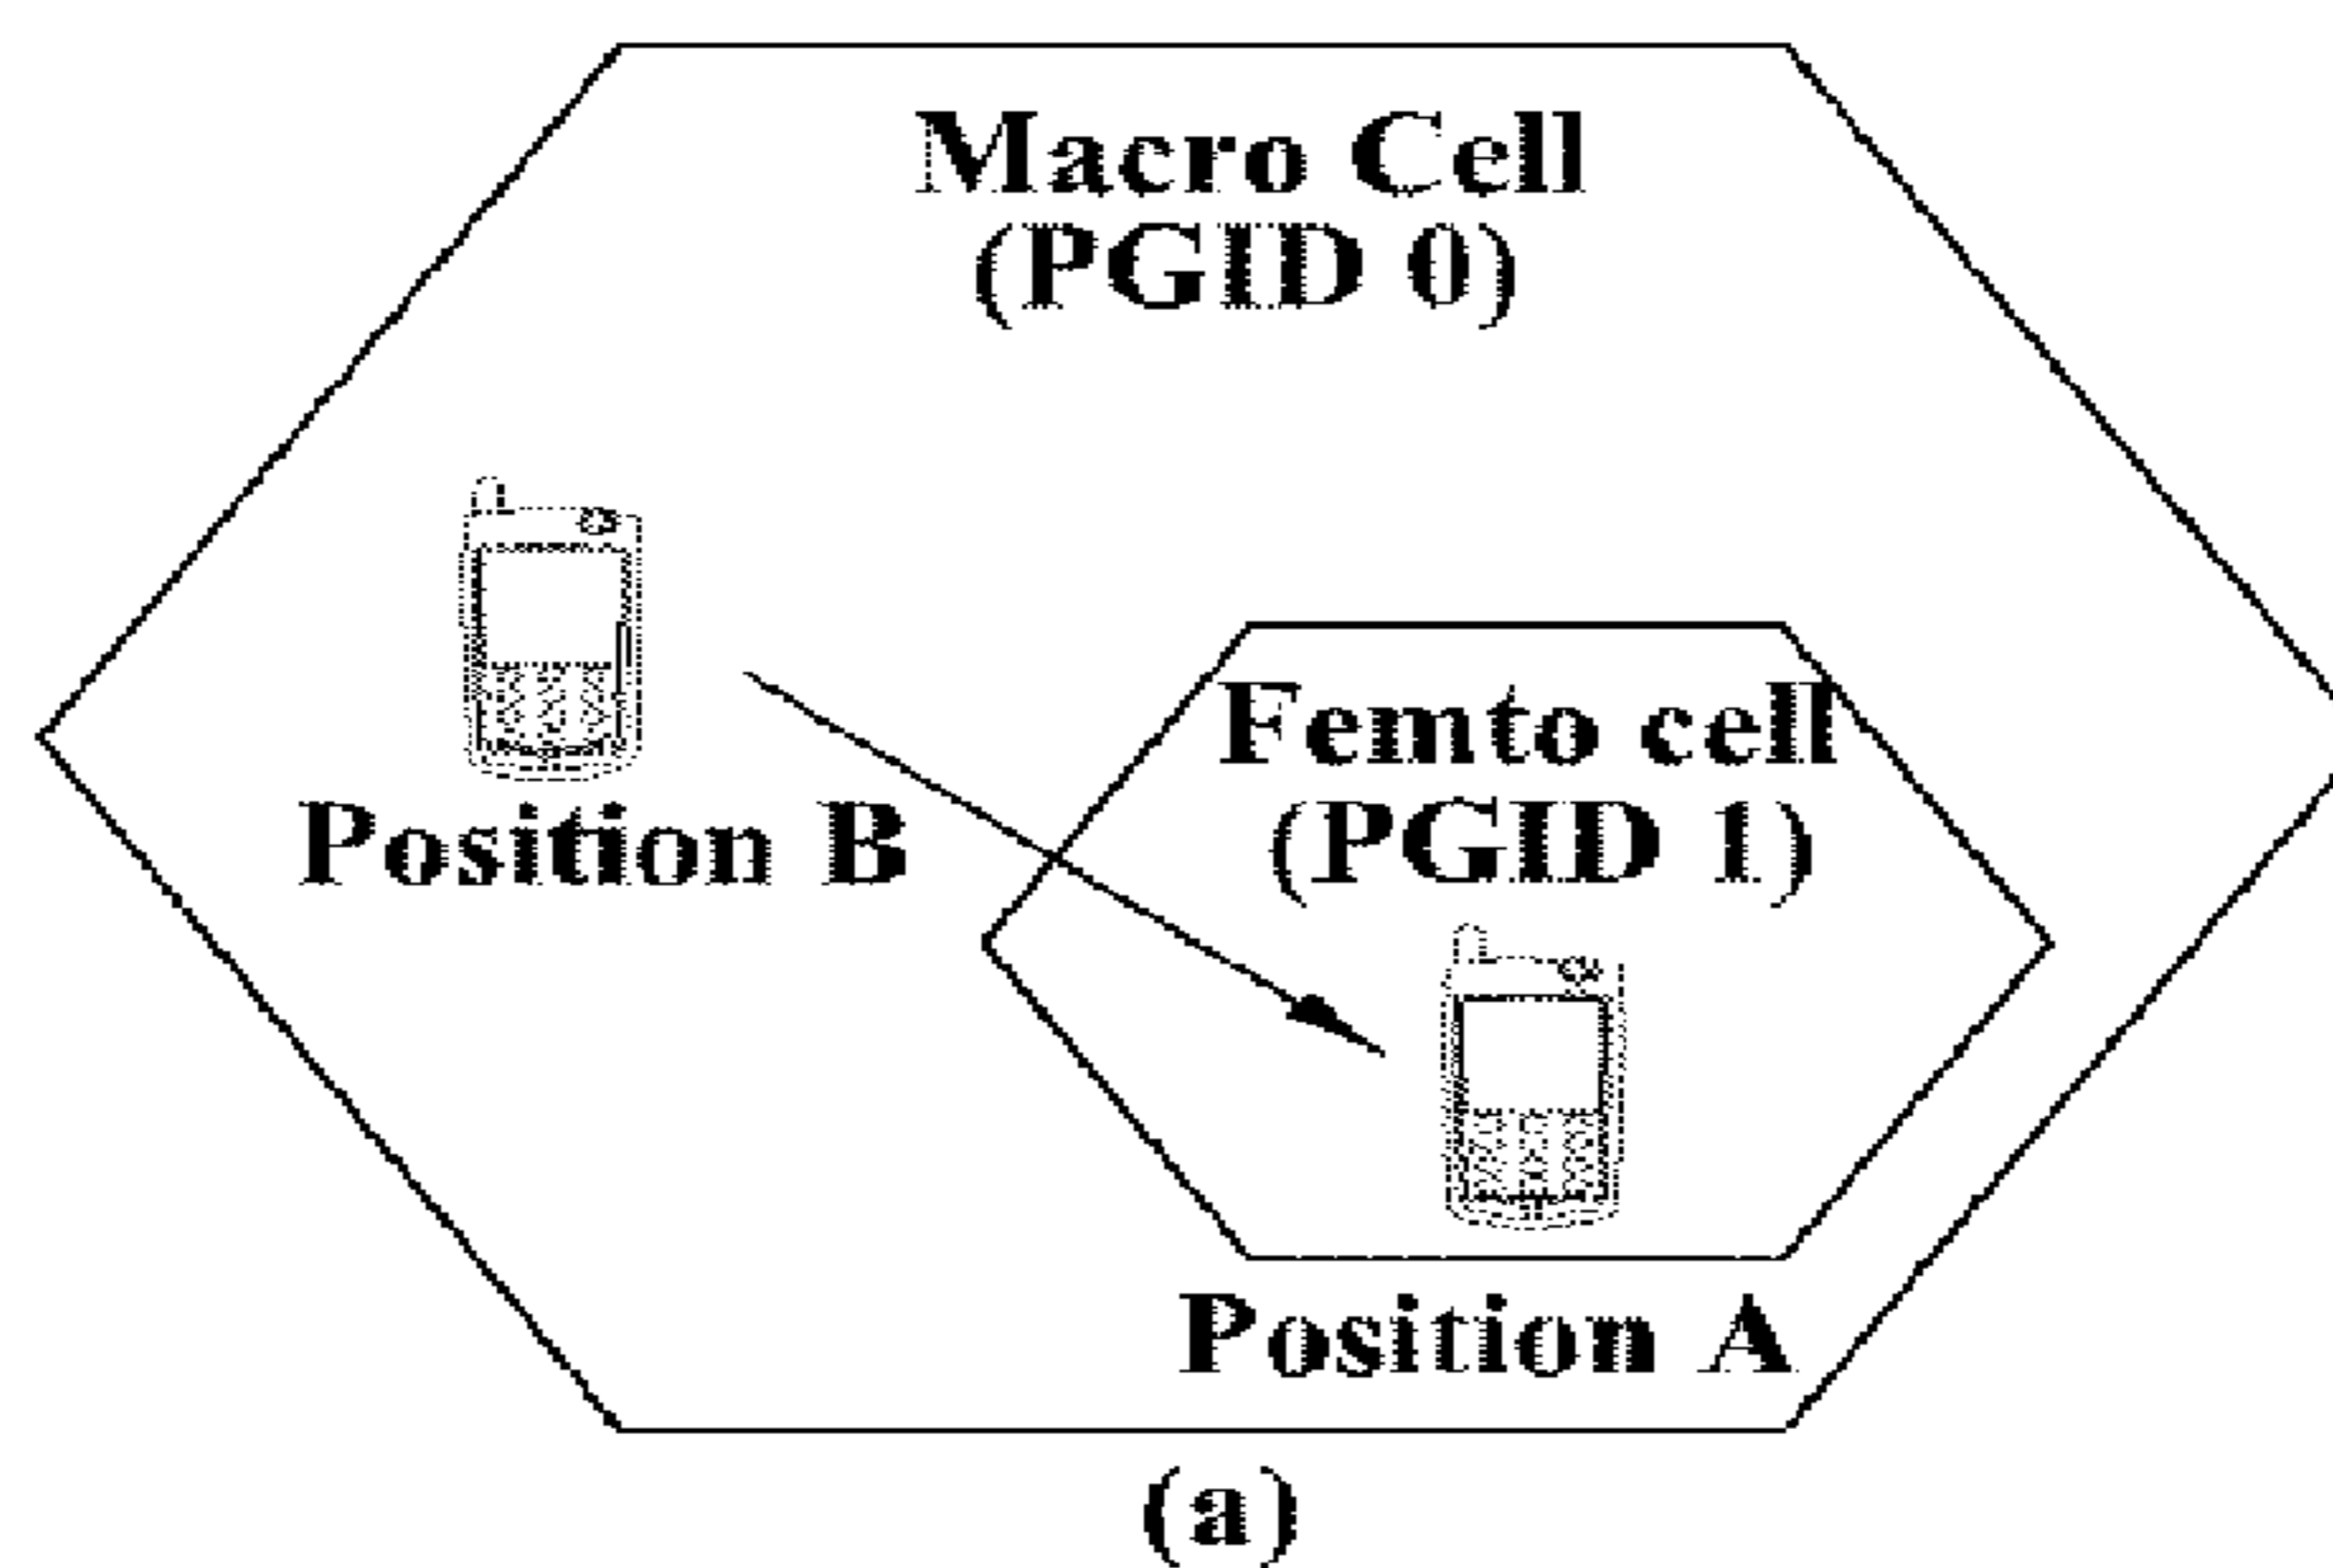 Macro Cell
(PGID 0)
Femto cell
(PGID 1)
Position B
Position A
(a)